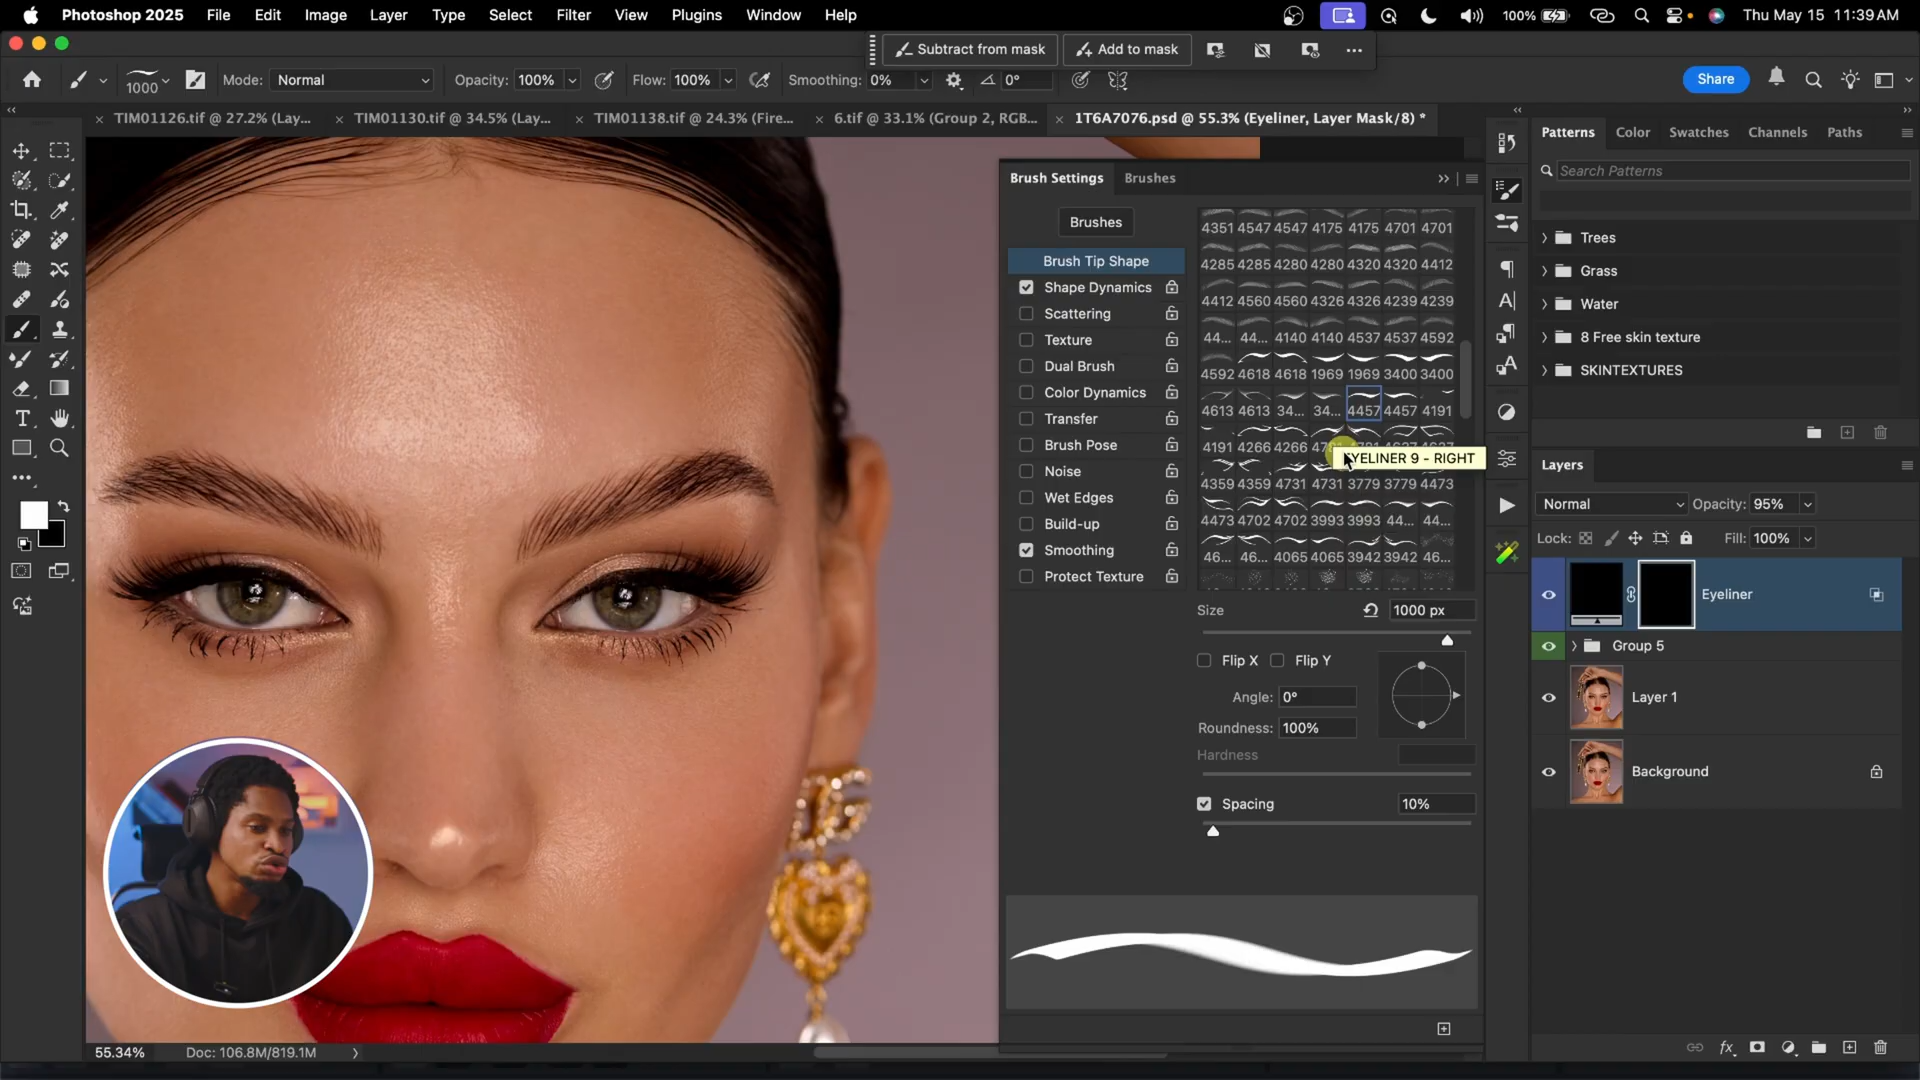 Photoshop 2025 File Edit Image Layer Type Select Filter View Plugins Window Help 100% Thu May 15 11:39 AM
Subtract from mask Add to mask
1000 Mode: Normal Opacity: 100% Flow: 100% Smoothing: 0% 0° Share
TIM01126.tif @ 27.2% (Lay... TIM01130.tif @ 34.5% (Lay... TIM01138.tif @ 24.3% (Fire... 6.tif @ 33.1% (Group 2, RGB... 1T6A7076.psd @ 55.3% (Eyeliner, Layer Mask/8) *
Brush Settings Brushes
Brushes
Brush Tip Shape
Shape Dynamics
Scattering
Texture
Dual Brush
Color Dynamics
Transfer
Brush Pose
Noise
Wet Edges
Build-up
Smoothing
Protect Texture
4351 4547 4547 4175 4175 4701 4701
4285 4285 4280 4280 4320 4320 4412
4412 4560 4560 4326 4326 4239 4239
44... 44... 4140 4140 4537 4537 4592
4592 4618 4618 1969 1969 3400 3400
4613 4613 34... 34... 4457 4457 4191
4191 4266 4266
YELINER 9 - RIGHT
4359 4359 4731 4731 3779 3779 4473
4473 4702 4702 3993 3993 44... 44...
46... 46... 4065 4065 3942 3942 46...
Size 1000 px
Flip X Flip Y
Angle: 0°
Roundness: 100%
Hardness
Spacing 10%
Patterns Color Swatches Channels Paths
Search Patterns
Trees
Grass
Water
8 Free skin texture
SKINTEXTURES
Layers
Normal Opacity: 95%
Lock: Fill: 100%
Eyeliner
Group 5
Layer 1
Background
55.34% Doc: 106.8M/819.1M